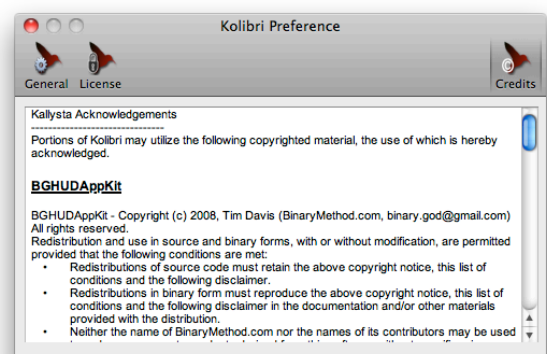 Kolibri Preference
General License Credits
Kallysta Acknowledgements
-------------------------------
Portions of Kolibri may utilize the following copyrighted material, the use of which is hereby
acknowledged.
BGHUDAppKit
BGHUDAppKit - Copyright (c) 2008, Tim Davis (BinaryMethod.com, binary.god@gmail.com)
All rights reserved.
Redistribution and use in source and binary forms, with or without modification, are permitted
provided that the following conditions are met:
• Redistributions of source code must retain the above copyright notice, this list of
conditions and the following disclaimer.
• Redistributions in binary form must reproduce the above copyright notice, this list of
conditions and the following disclaimer in the documentation and/or other materials
provided with the distribution.
• Neither the name of BinaryMethod.com nor the names of its contributors may be used